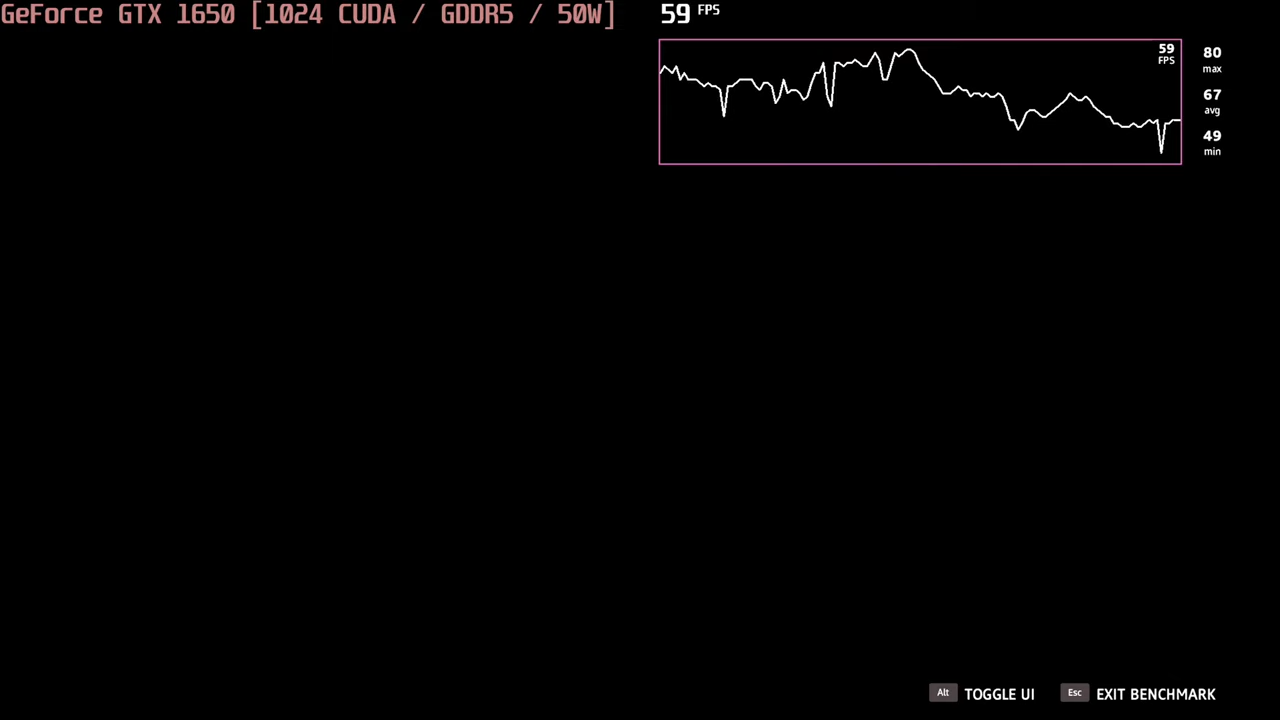 GeForce GTX 1650 [1024 CUDA / GDDR5 / 50W]
59 FPS
59
FPS
80
max
67
avg
49
min
Alt TOGGLE UI Esc EXIT BENCHMARK